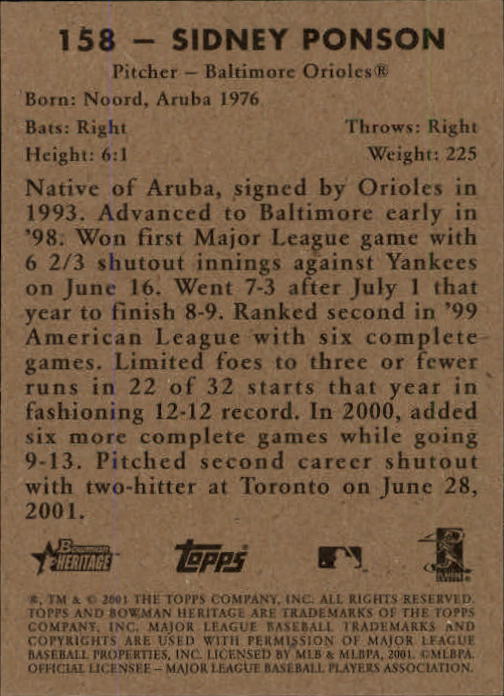 158 – SIDNEY PONSON
Pitcher – Baltimore Orioles®
Born: Noord, Aruba 1976
Bats: Right Throws: Right
Height: 6:1 Weight: 225
Native of Aruba, signed by Orioles in
1993. Advanced to Baltimore early in
'98. Won first Major League game with
6 2/3 shutout innings against Yankees
on June 16. Went 7-3 after July 1 that
year to finish 8-9. Ranked second in '99
American League with six complete
games. Limited foes to three or fewer
runs in 22 of 32 starts that year in
fashioning 12-12 record. In 2000, added
six more complete games while going
9-13. Pitched second career shutout
with two-hitter at Toronto on June 28,
2001.
Bowman
HERITAGE
TOPPS
®, TM & © 2001 THE TOPPS COMPANY, INC. ALL RIGHTS RESERVED.
TOPPS AND BOWMAN HERITAGE ARE TRADEMARKS OF THE TOPPS
COMPANY, INC. MAJOR LEAGUE BASEBALL TRADEMARKS AND
COPYRIGHTS ARE USED WITH PERMISSION OF MAJOR LEAGUE
BASEBALL PROPERTIES, INC. LICENSED BY MLB & MLBPA, 2001. ©MLBPA.
OFFICIAL LICENSEE – MAJOR LEAGUE BASEBALL PLAYERS ASSOCIATION.